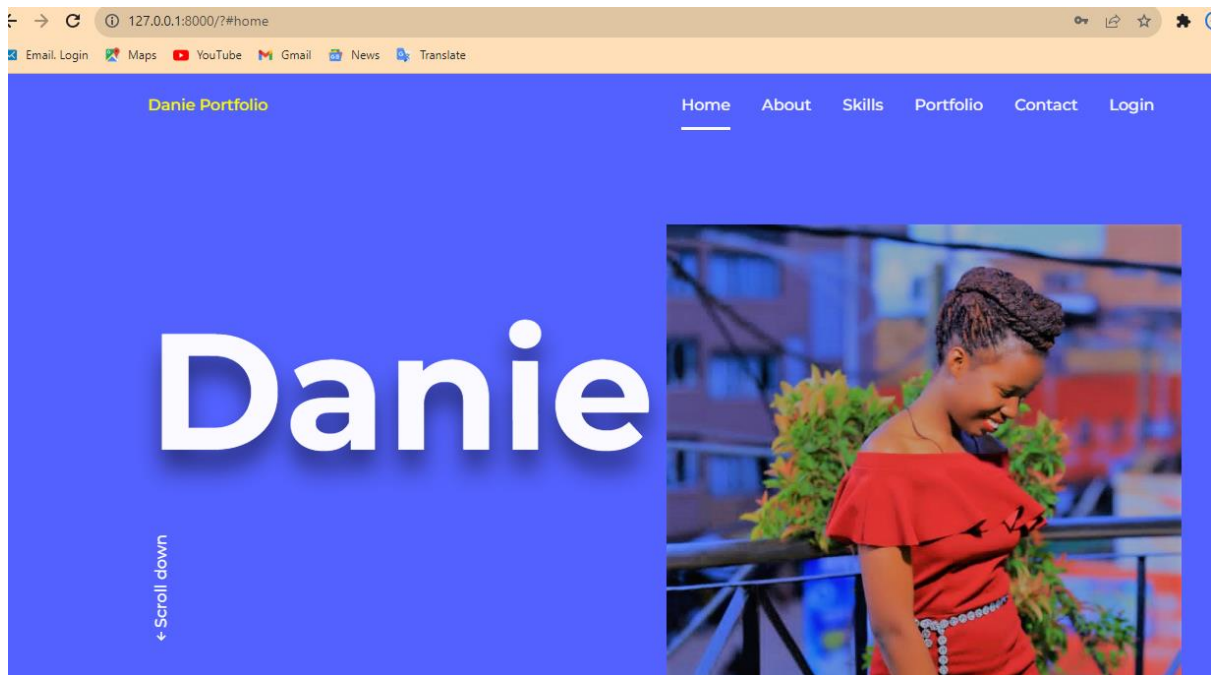 127.0.0.1:8000/?#home
Email. Login Maps YouTube Gmail News Translate
Danie Portfolio Home About Skills Portfolio Contact Login
Danie
← Scroll down